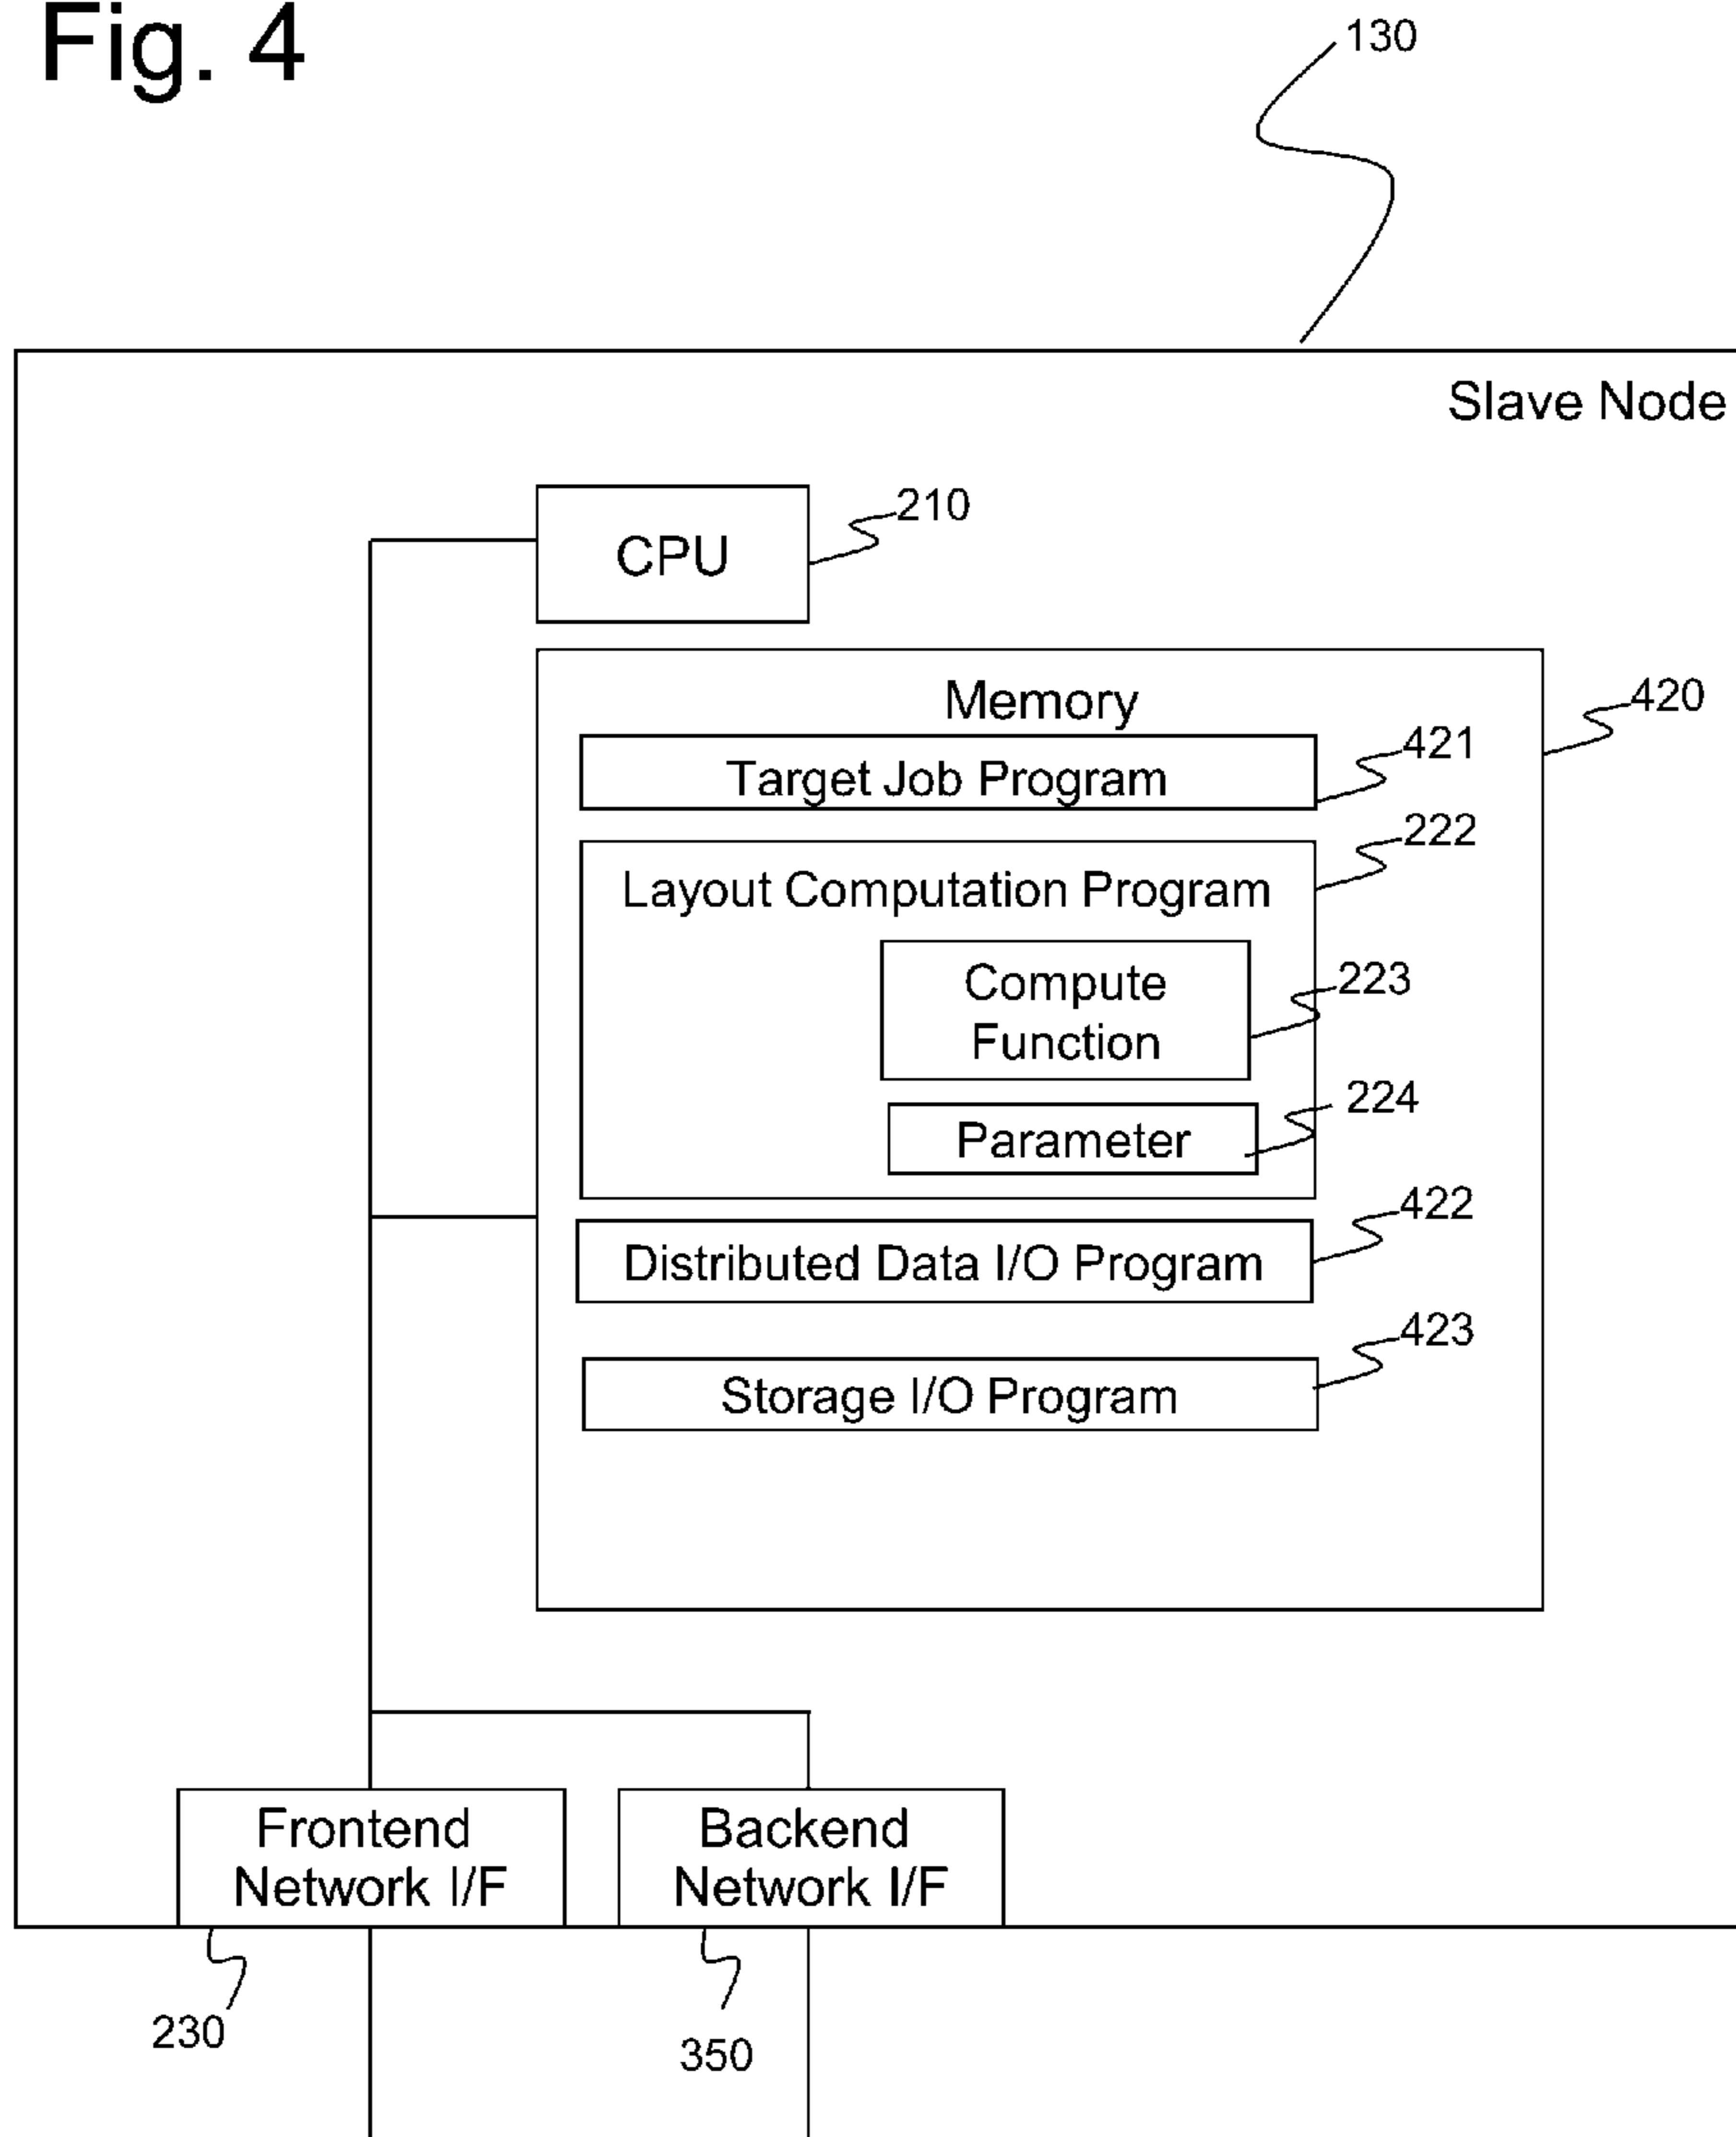 Fig. 4
130
Slave Node
CPU
210
Memory
420
Target Job Program
421
222
Layout Computation Program
Compute
Function
223
224
Parameter
422
Distributed Data I/O Program
423
Storage I/O Program
Frontend
Network I/F
Backend
Network I/F
230
350